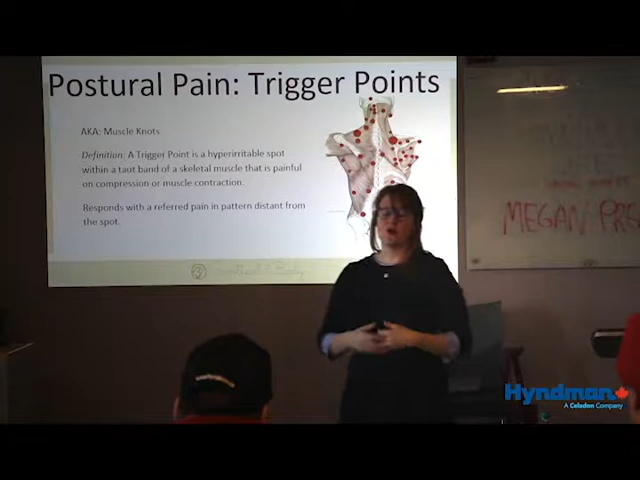 Postural Pain: Trigger Points
AKA: Muscle Knots
Definition: A Trigger Point is a hyperirritable spot
within a taut band of a skeletal muscle that is painful
on compression or muscle contraction.
Responds with a referred pain in pattern distant from
the spot.
MEGAN PRE
Hyndman
A Celadon Company